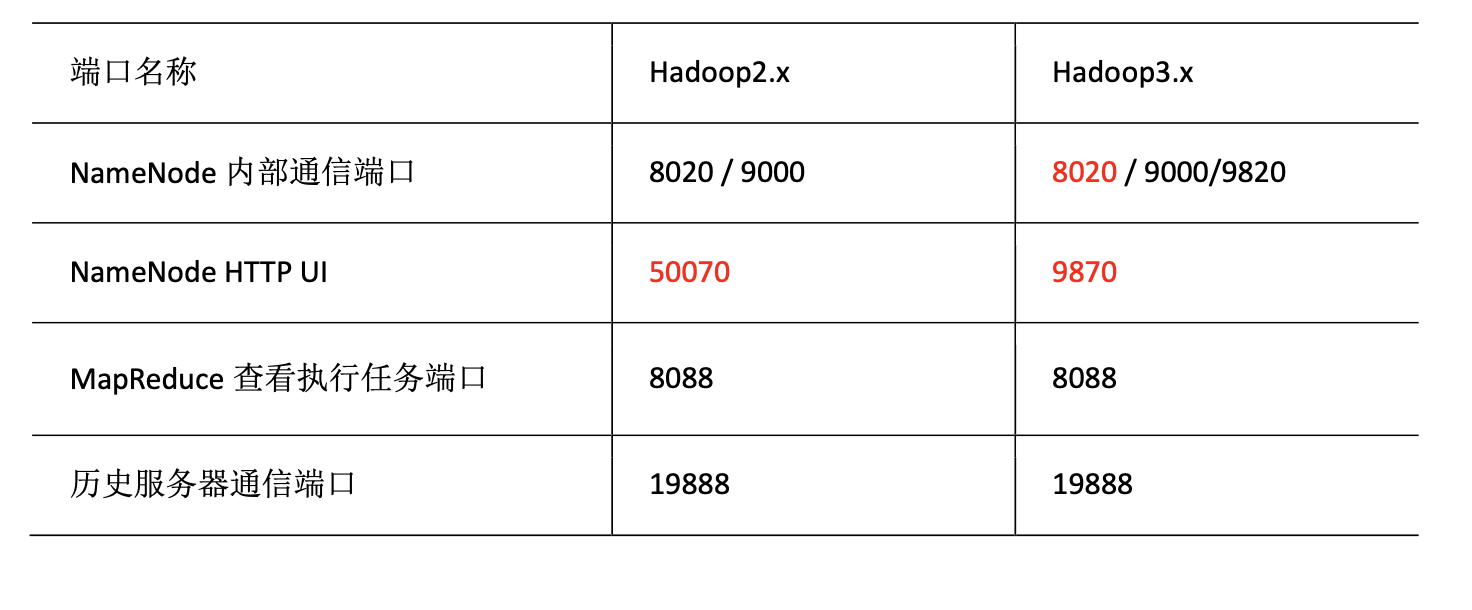 端口名称 Hadoop2.x Hadoop3.x
NameNode 内部通信端口 8020 / 9000 8020 / 9000/9820
NameNode HTTP UI 50070 9870
MapReduce 查看执行任务端口 8088 8088
历史服务器通信端口 19888 19888